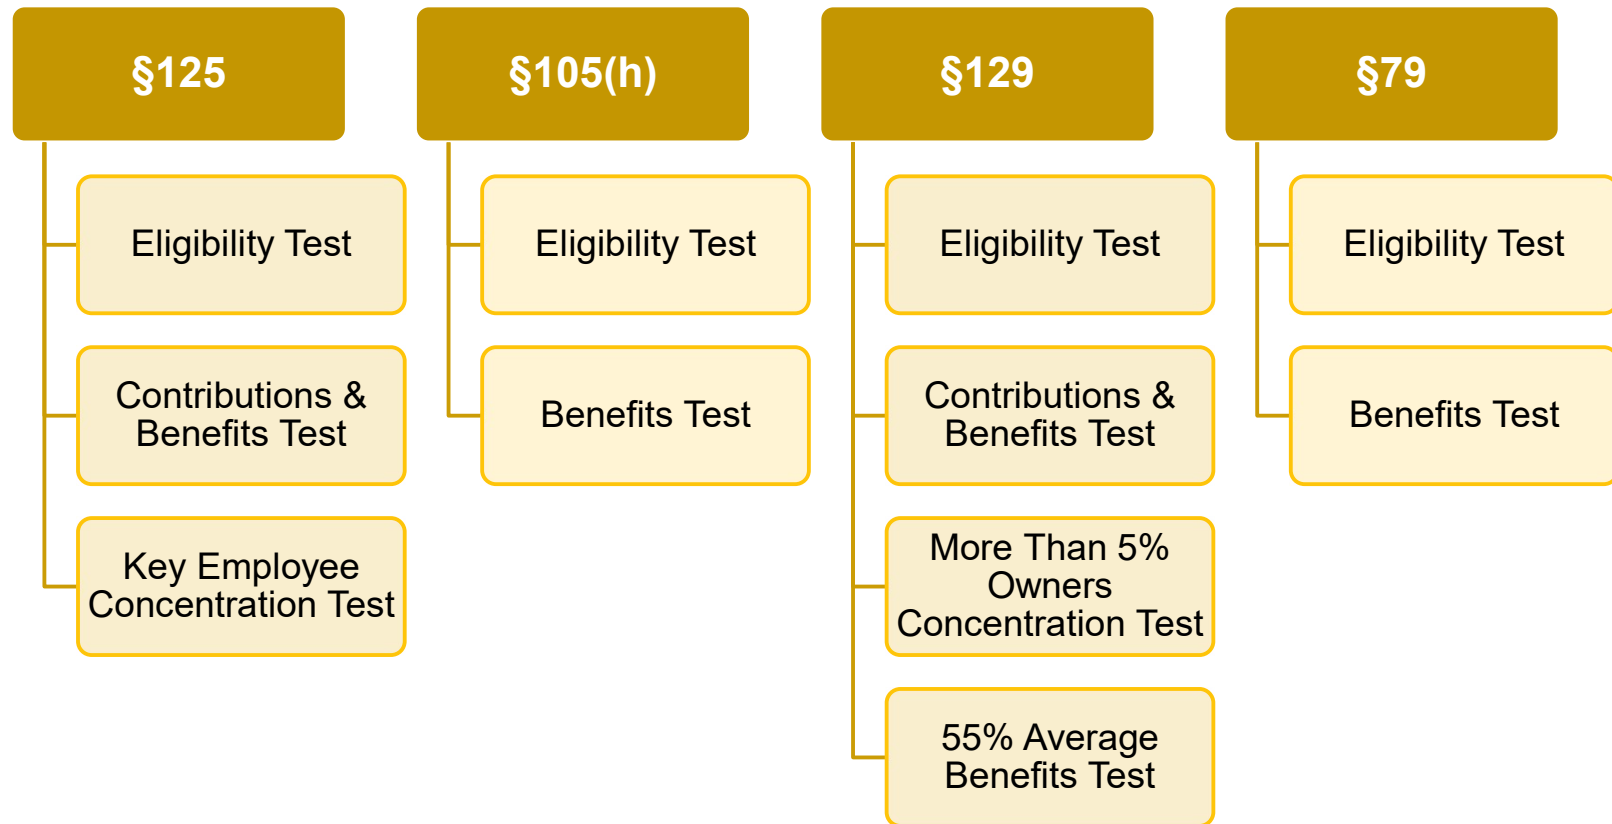 §125
Eligibility Test
Contributions &
Benefits Test
Key Employee
Concentration Test
§105(h)
Eligibility Test
Benefits Test
§129
Eligibility Test
Contributions &
Benefits Test
More Than 5%
Owners
Concentration Test
55% Average
Benefits Test
§79
Eligibility Test
Benefits Test